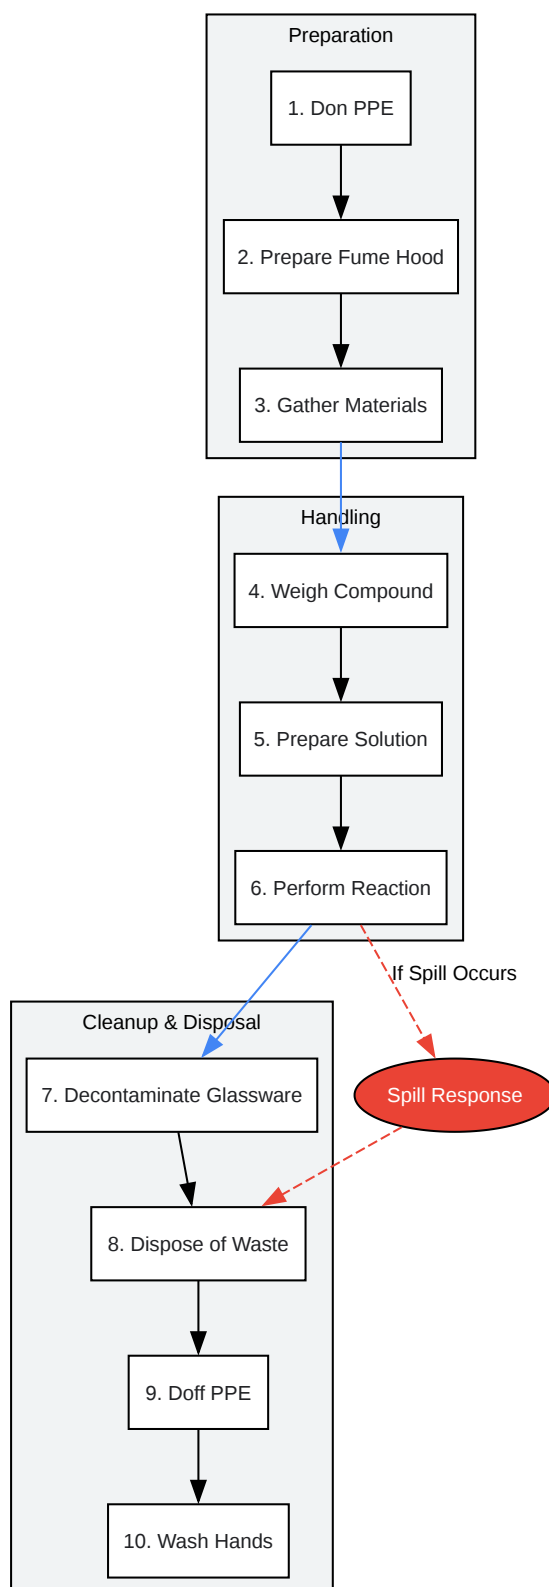 Preparation
1. Don PPE
2. Prepare Fume Hood
3. Gather Materials
Handling
4. Weigh Compound
5. Prepare Solution
6. Perform Reaction
If Spill Occurs
Cleanup & Disposal
7. Decontaminate Glassware
Spill Response
8. Dispose of Waste
9. Doff PPE
10. Wash Hands